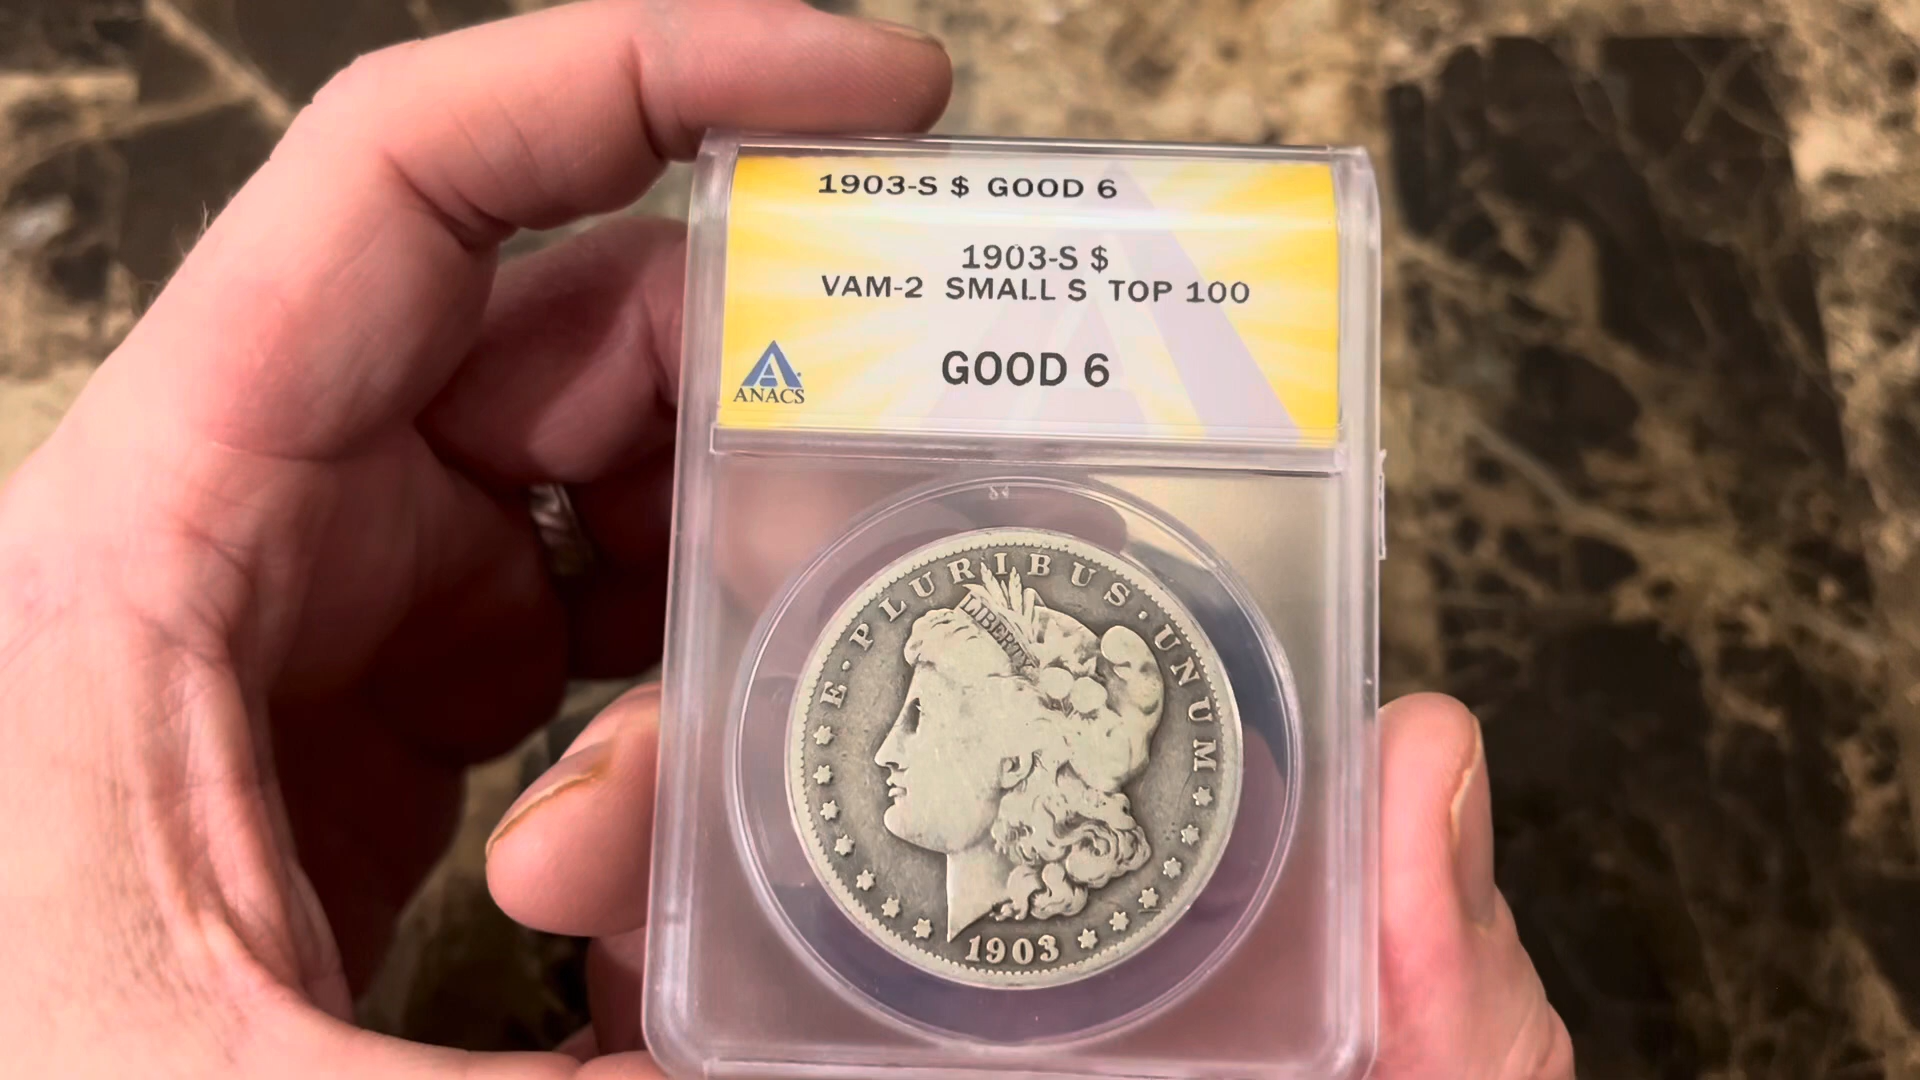 1903-S $ GOOD 6
1903-S $
VAM-2 SMALL S TOP 100
GOOD 6
ANACS
E·PLURIBUS·UNUM
LIBERTY
1903